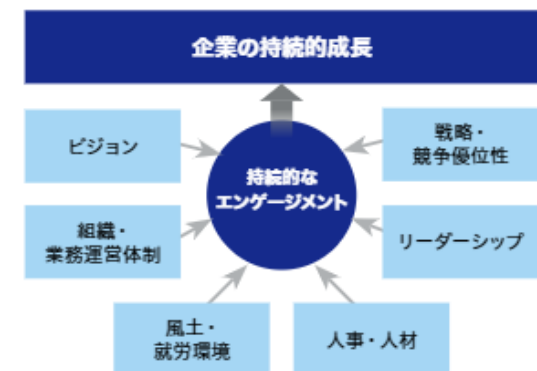 企業の持続的成長
ビジョン
戦略・
競争優位性
持続的な
エンゲージメント
組織・
業務運営体制
リーダーシップ
風土・
就労環境
人事・人材